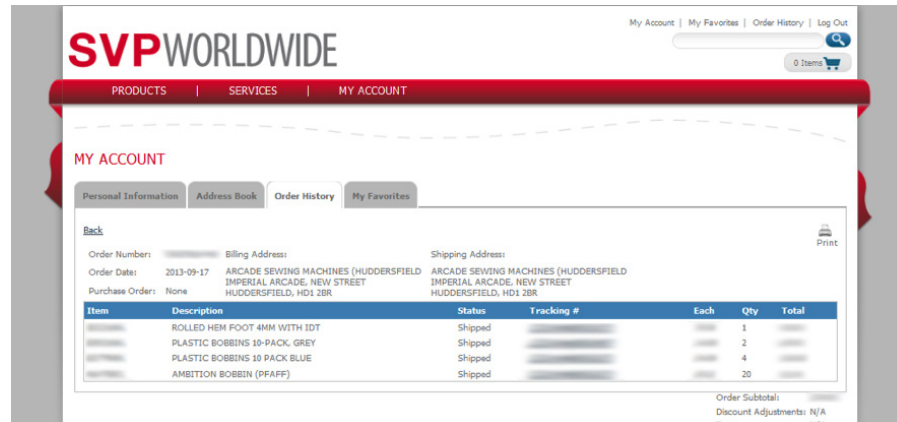 My Account | My Favorites | Order History | Log Out
SVPWORLDWIDE
0 Items
PRODUCTS | SERVICES | MY ACCOUNT
MY ACCOUNT
Personal Information Address Book Order History My Favorites
Back
Print
Order Number: Billing Address: Shipping Address:
Order Date: 2013-09-17 ARCADE SEWING MACHINES (HUDDERSFIELD ARCADE SEWING MACHINES (HUDDERSFIELD
IMPERIAL ARCADE, NEW STREET IMPERIAL ARCADE, NEW STREET
Purchase Order: None HUDDERSFIELD, HD1 2BR HUDDERSFIELD, HD1 2BR
Item Description Status Tracking # Each Qty Total
ROLLED HEM FOOT 4MM WITH IDT Shipped 1
PLASTIC BOBBINS 10-PACK, GREY Shipped 2
PLASTIC BOBBINS 10 PACK BLUE Shipped 4
AMBITION BOBBIN (PFAFF) Shipped 20
Order Subtotal:
Discount Adjustments: N/A